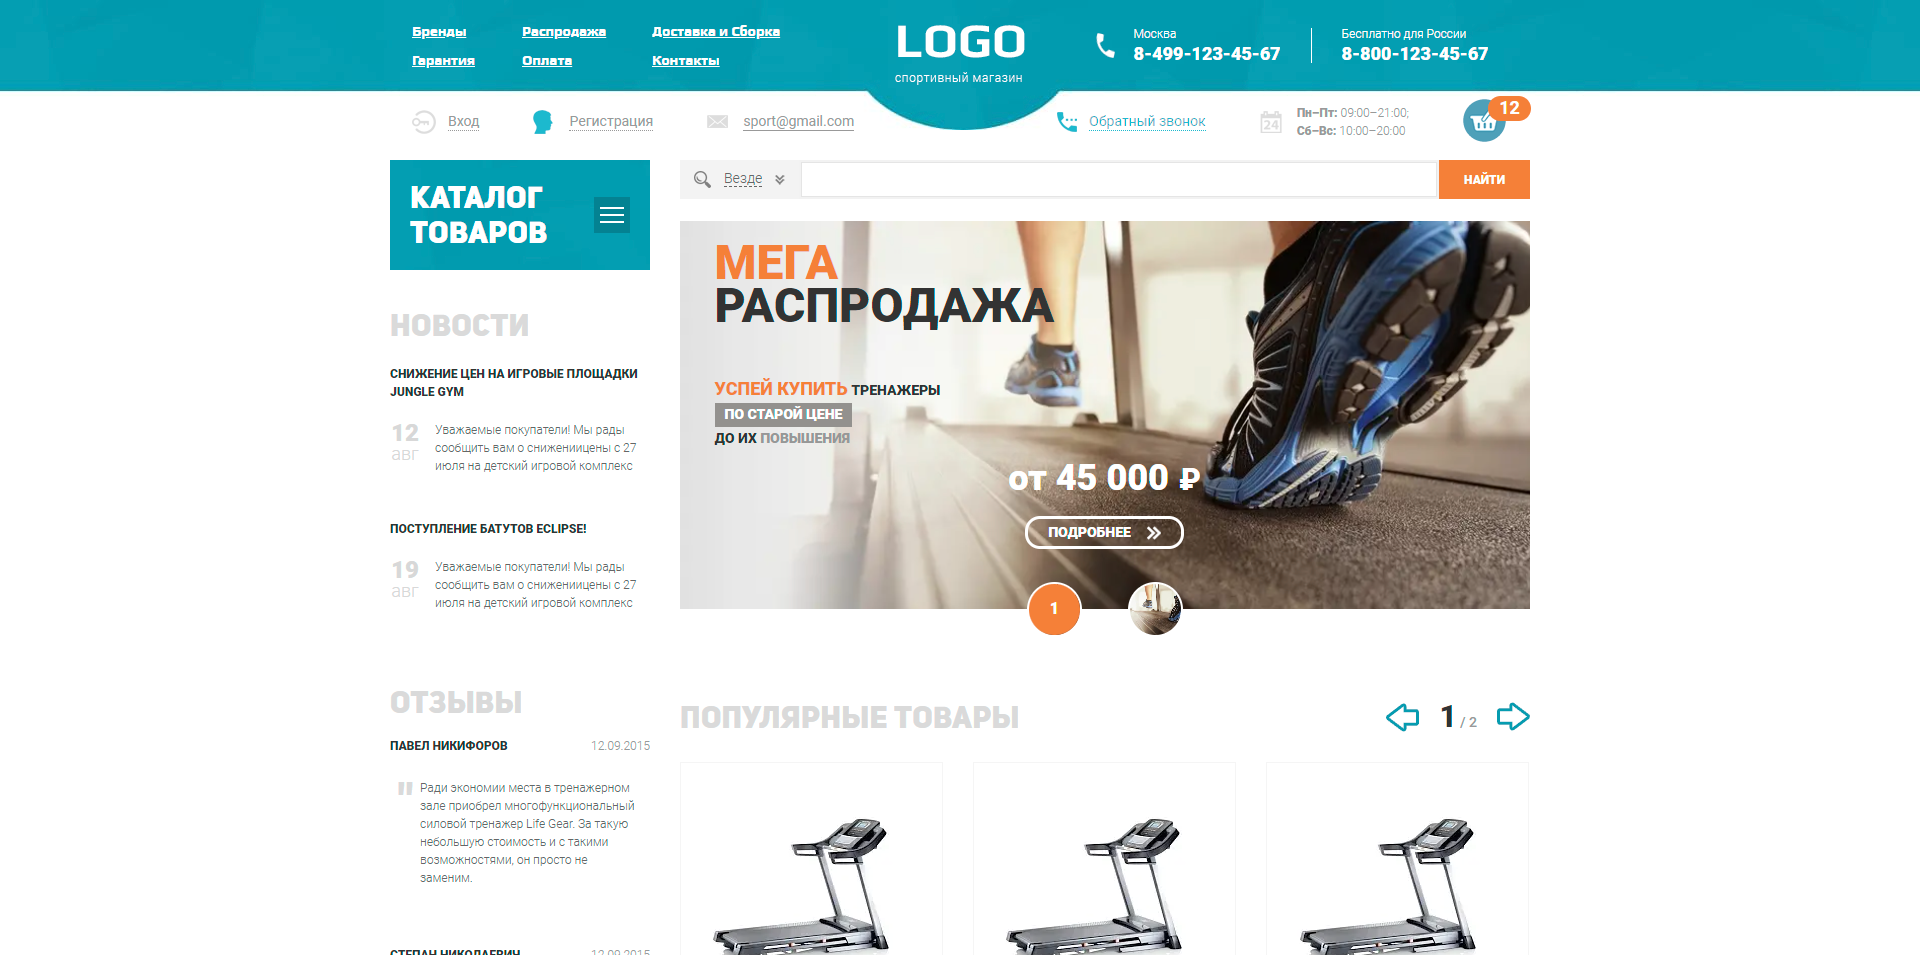 Бренды
Распродажа
Доставка и Сборка
Гарантия
Оплата
Контакты
LOGO
спортивный магазин
Москва
8-499-123-45-67
Бесплатно для России
8-800-123-45-67
Вход
Регистрация
sport@gmail.com
Обратный звонок
24
Пн–Пт: 09:00–21:00;
Сб–Вс: 10:00–20:00
12
КАТАЛОГ
ТОВАРОВ
Везде
НАЙТИ
НОВОСТИ
СНИЖЕНИЕ ЦЕН НА ИГРОВЫЕ ПЛОЩАДКИ
JUNGLE GYM
12
авг
Уважаемые покупатели! Мы рады
сообщить вам о снижениицены с 27
июля на детский игровой комплекс
ПОСТУПЛЕНИЕ БАТУТОВ ECLIPSE!
19
авг
Уважаемые покупатели! Мы рады
сообщить вам о снижениицены с 27
июля на детский игровой комплекс
МЕГА
РАСПРОДАЖА
УСПЕЙ КУПИТЬ ТРЕНАЖЕРЫ
ПО СТАРОЙ ЦЕНЕ
ДО ИХ ПОВЫШЕНИЯ
от 45 000 ₽
ПОДРОБНЕЕ
1
ОТЗЫВЫ
ПАВЕЛ НИКИФОРОВ
12.09.2015
" Ради экономии места в тренажерном
зале приобрел многофункциональный
силовой тренажер Life Gear. За такую
небольшую стоимость и с такими
возможностями, он просто не
заменим.
СТЕПАН НИКОЛАЕВИЧ
12.09.2015
ПОПУЛЯРНЫЕ ТОВАРЫ
1 / 2